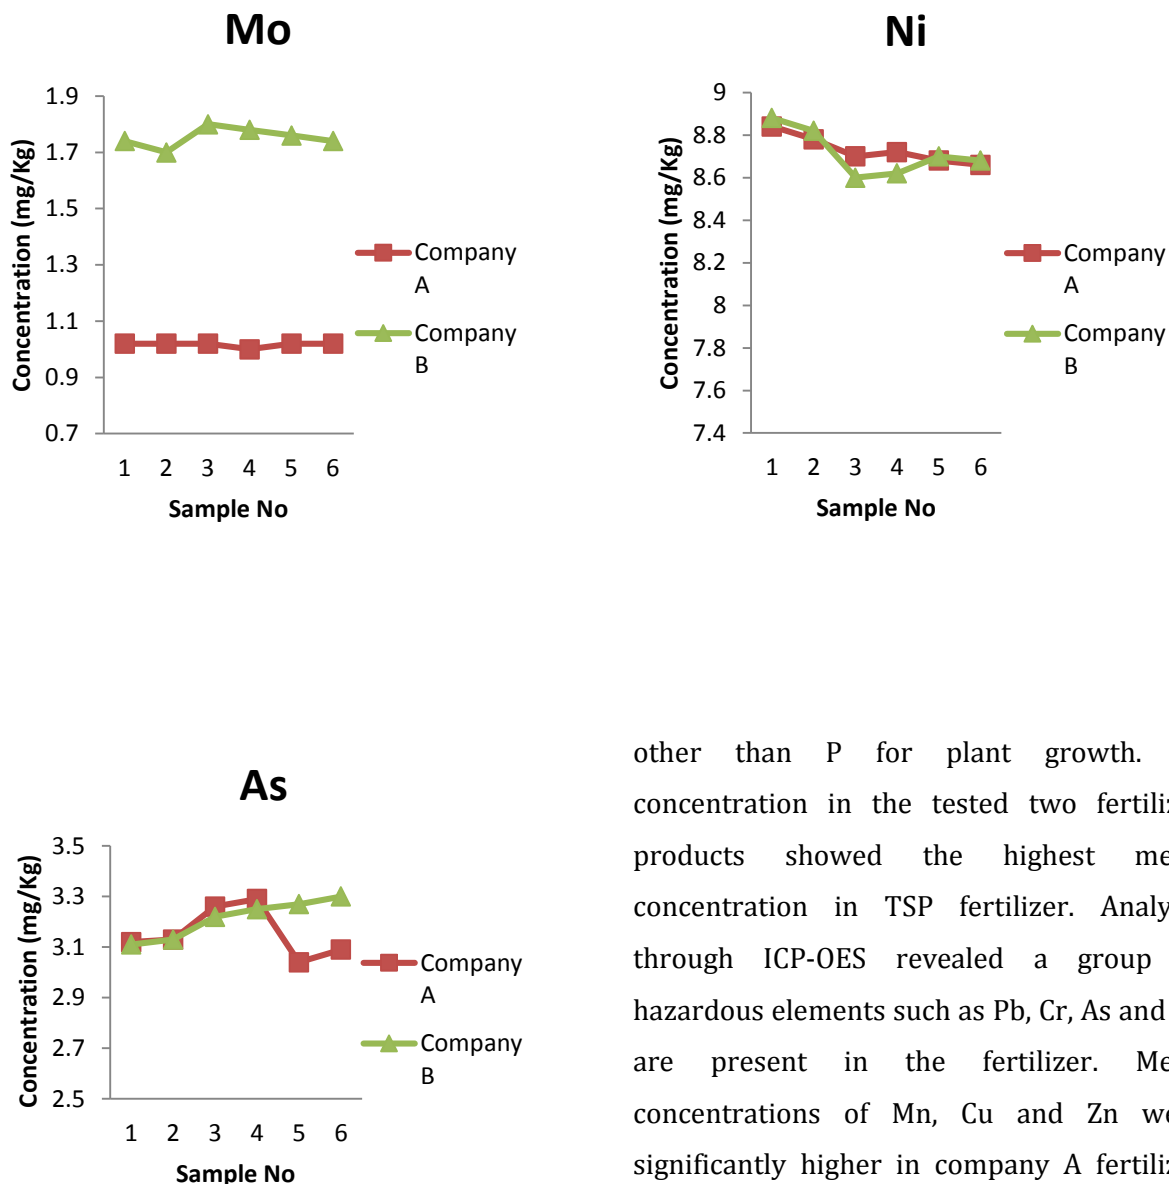 Mo
1.9
1.7
1.5
1.3
1.1
0.9
0.7
Concentration (mg/Kg)
1 2 3 4 5 6
Sample No
Company
A
Company
B
Ni
9
8.8
8.6
8.4
8.2
8
7.8
7.6
7.4
Concentration (mg/Kg)
1 2 3 4 5 6
Sample No
Company
A
Company
B
As
3.5
3.3
3.1
2.9
2.7
2.5
Concentration (mg/Kg)
1 2 3 4 5 6
Sample No
Company
A
Company
B
other than P for plant growth.
concentration in the tested two
products showed the highest
concentration in TSP fertilizer.
through ICP-OES revealed a group
hazardous elements such as Pb, Cr, As and
are present in the fertilizer.
concentrations of Mn, Cu and Zn
significantly higher in company A